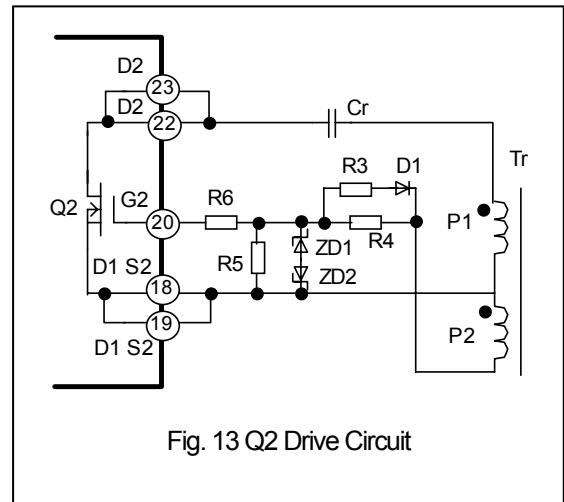 D2
23
D2
22
Cr
Tr
R3 D1
Q2 G2 20 R6 R4 P1
R5 ZD1
ZD2
D1 S2 18
19
D1 S2 P2
Fig. 13 Q2 Drive Circuit